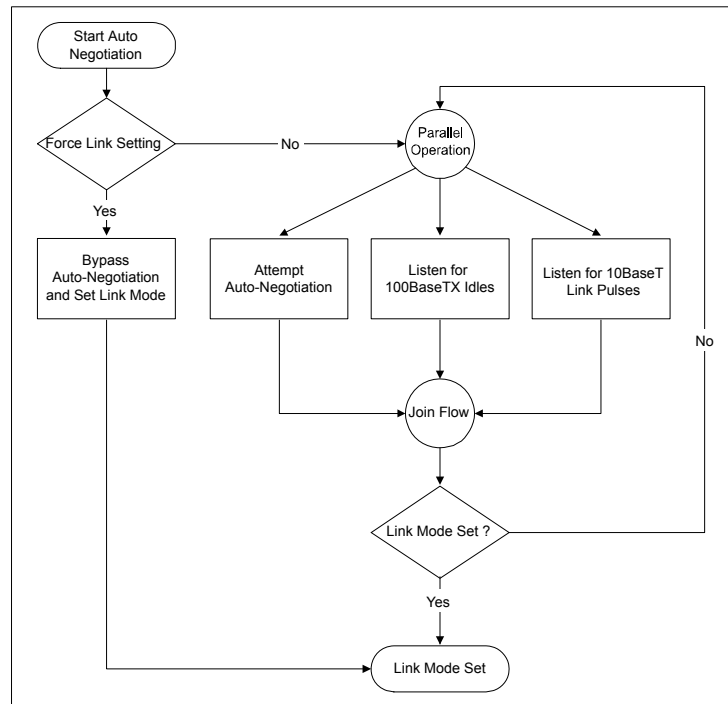 Start Auto
Negotiation
Force Link Setting
No
Parallel
Operation
Yes
Bypass
Auto-Negotiation
and Set Link Mode
Attempt
Auto-Negotiation
Listen for
100BaseTX Idles
Listen for 10BaseT
Link Pulses
No
Join Flow
Link Mode Set ?
Yes
Link Mode Set